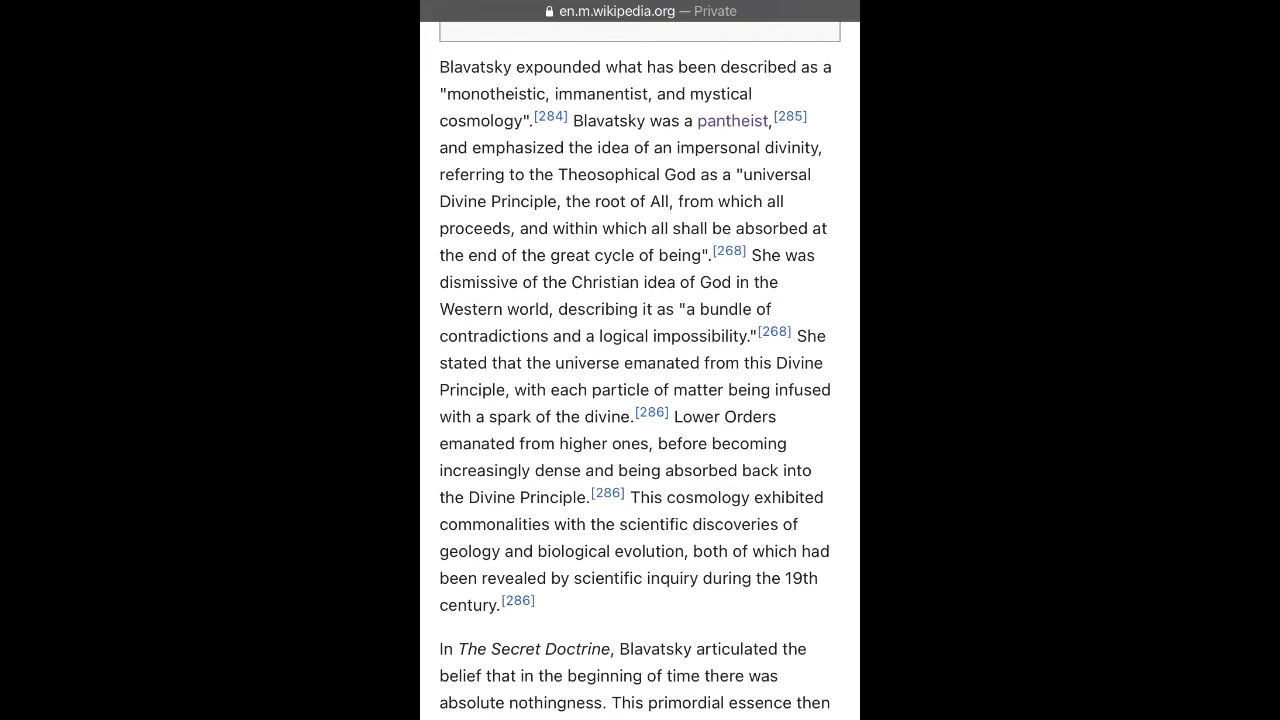 en.m.wikipedia.org — Private
Blavatsky expounded what has been described as a
"monotheistic, immanentist, and mystical
cosmology".[284] Blavatsky was a pantheist,[285]
and emphasized the idea of an impersonal divinity,
referring to the Theosophical God as a "universal
Divine Principle, the root of All, from which all
proceeds, and within which all shall be absorbed at
the end of the great cycle of being".[268] She was
dismissive of the Christian idea of God in the
Western world, describing it as "a bundle of
contradictions and a logical impossibility."[268] She
stated that the universe emanated from this Divine
Principle, with each particle of matter being infused
with a spark of the divine.[286] Lower Orders
emanated from higher ones, before becoming
increasingly dense and being absorbed back into
the Divine Principle.[286] This cosmology exhibited
commonalities with the scientific discoveries of
geology and biological evolution, both of which had
been revealed by scientific inquiry during the 19th
century.[286]
In The Secret Doctrine, Blavatsky articulated the
belief that in the beginning of time there was
absolute nothingness. This primordial essence then